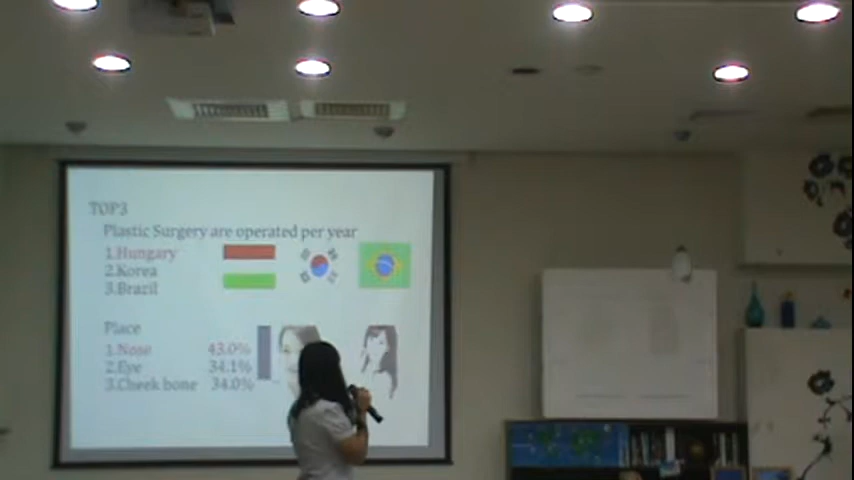 TOP3
Plastic Surgery are operated per year
1.Hungary
2.Korea
3.Brazil
Place
1.Nose 43.0%
2.Eye 34.1%
3.Cheek bone 34.0%